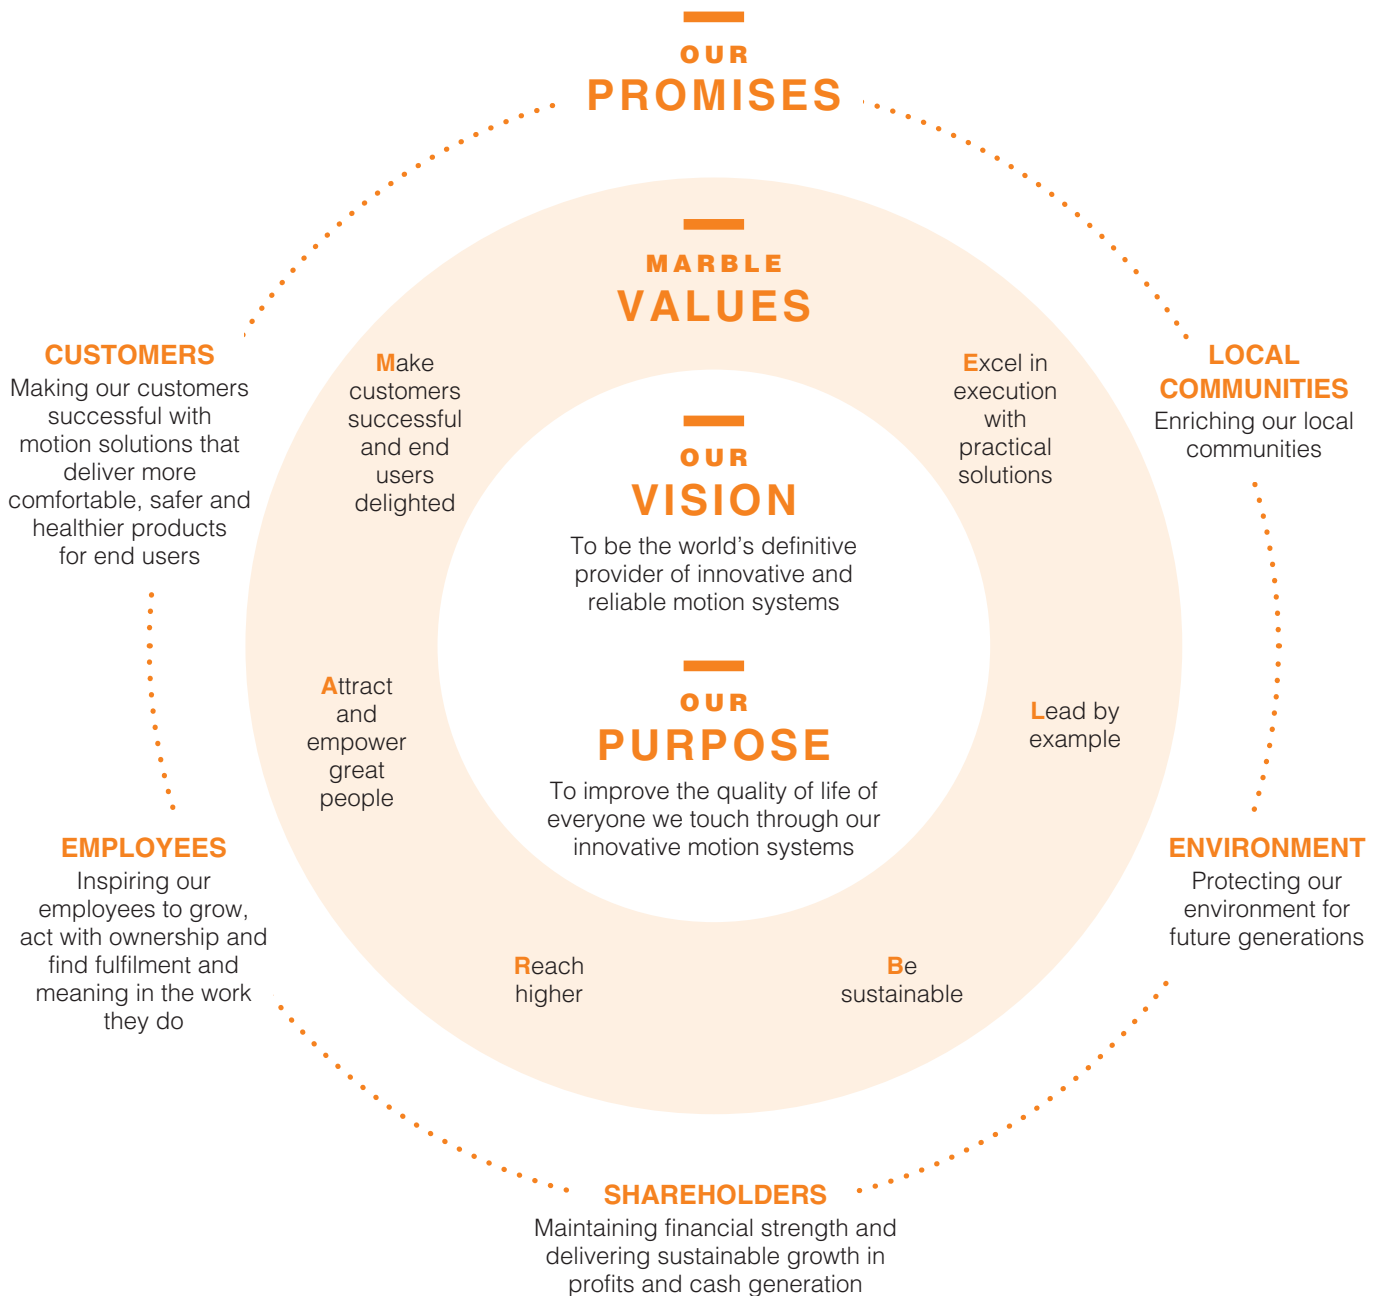 OUR
PROMISES
MARBLE
VALUES
CUSTOMERS
Making our customers
successful with
motion solutions that
deliver more
comfortable, safer and
healthier products
for end users
Make
customers
successful
and end
users
delighted
Excel in
execution
with
practical
solutions
LOCAL
COMMUNITIES
Enriching our local
communities
OUR
VISION
To be the world's definitive
provider of innovative and
reliable motion systems
Attract
and
empower
great
people
OUR
PURPOSE
To improve the quality of life of
everyone we touch through our
innovative motion systems
Lead by
example
EMPLOYEES
Inspiring our
employees to grow,
act with ownership and
find fulfilment and
meaning in the work
they do
ENVIRONMENT
Protecting our
environment for
future generations
Reach
higher
Be
sustainable
SHAREHOLDERS
Maintaining financial strength and
delivering sustainable growth in
profits and cash generation